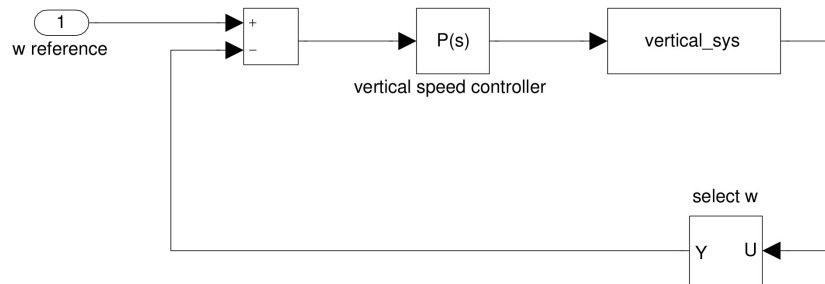 1
w reference
+
−
P(s)
vertical speed controller
vertical_sys
select w
Y
U